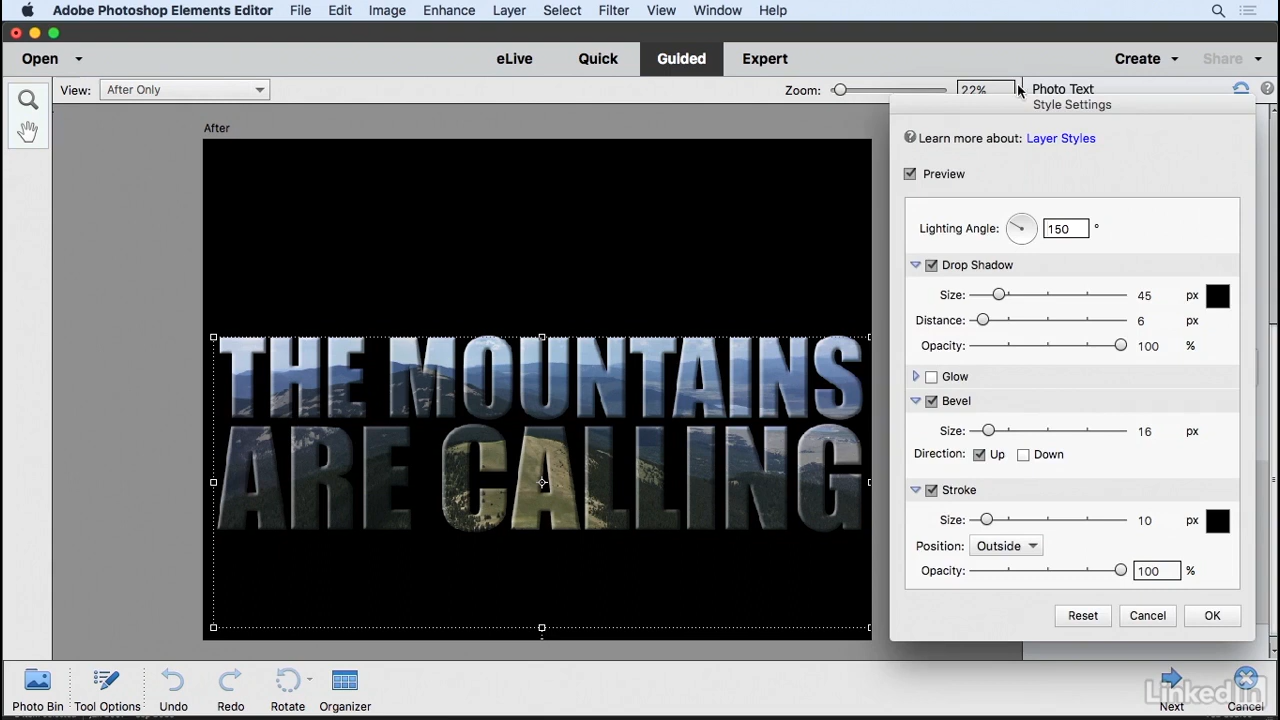 Adobe Photoshop Elements Editor File Edit Image Enhance Layer Select Filter View Window Help
Open eLive Quick Guided Expert Create Share
View: After Only Zoom: 22% Photo Text
Style Settings
After
Learn more about: Layer Styles
Preview
Lighting Angle: 150 °
Drop Shadow
Size: 45 px
Distance: 6 px
Opacity: 100 %
Glow
Bevel
Size: 16 px
Direction: Up Down
Stroke
Size: 10 px
Position: Outside
Opacity: 100 %
Reset Cancel OK
THE MOUNTAINS
ARE CALLING
Photo Bin Tool Options Undo Redo Rotate Organizer Next Cancel
LinkedIn